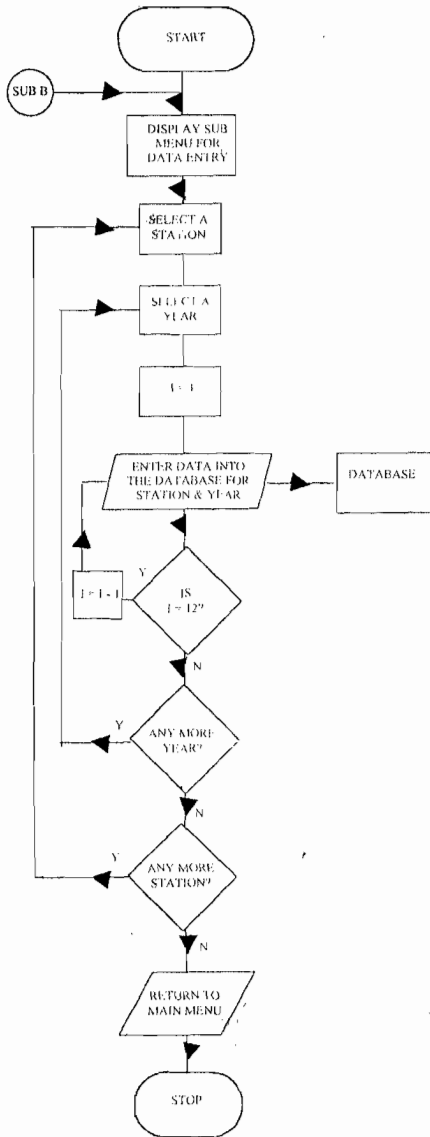 START
SUB B
DISPLAY SUB
MENU FOR
DATA ENTRY
SELECT A
STATION
SELECT A
YEAR
ENTER DATA INTO
THE DATABASE FOR
STATION & YEAR
DATABASE
Y
IS
N
Y
ANY MORE
YEAR?
N
Y
ANY MORE
STATION?
N
RETURN TO
MAIN MENU
STOP